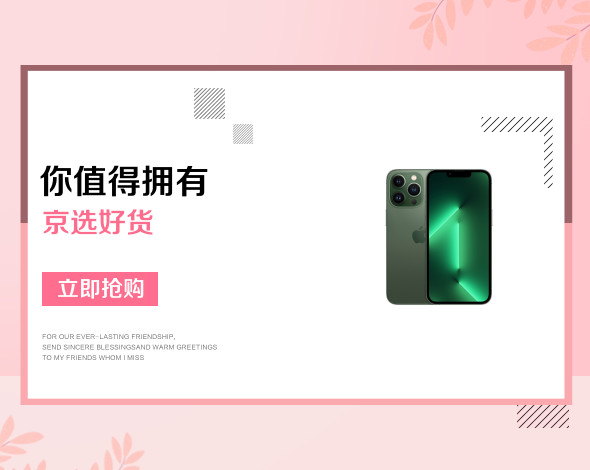 你值得拥有
京选好货
立即抢购
FOR OUR EVER-LASTING FRIENDSHIP,
SEND SINCERE BLESSINGSAND WARM GREETINGS
TO MY FRIENDS WHOM I MISS